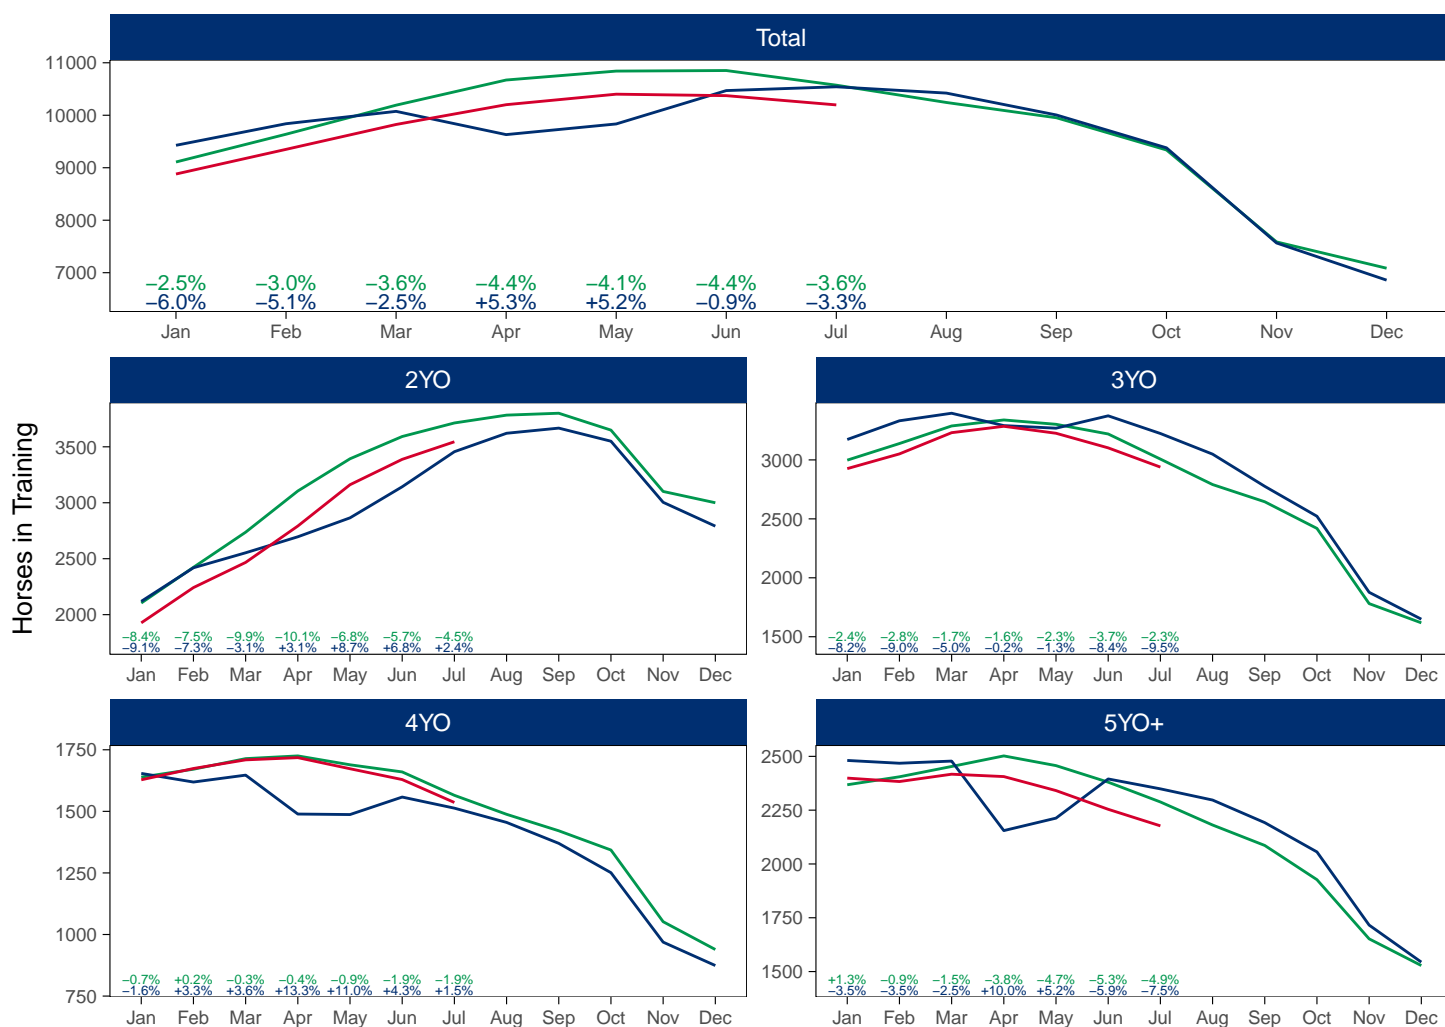 Total
11000
10000
9000
8000
7000
−2.5% −3.0% −3.6% −4.4% −4.1% −4.4% −3.6%
−6.0% −5.1% −2.5% +5.3% +5.2% −0.9% −3.3%
Jan Feb Mar Apr May Jun Jul Aug Sep Oct Nov Dec
Horses in Training
2YO
3500
3000
2500
2000
−8.4% −7.5% −9.9% −10.1% −6.8% −5.7% −4.5%
−9.1% −7.3% −3.1% +3.1% +8.7% +6.8% +2.4%
Jan Feb Mar Apr May Jun Jul Aug Sep Oct Nov Dec
3YO
3000
2500
2000
1500
−2.4% −2.8% −1.7% −1.6% −2.3% −3.7% −2.3%
−8.2% −9.0% −5.0% −0.2% −1.3% −8.4% −9.5%
Jan Feb Mar Apr May Jun Jul Aug Sep Oct Nov Dec
4YO
1750
1500
1250
1000
750
−0.7% +0.2% −0.3% −0.4% −0.9% −1.9% −1.9%
−1.6% +3.3% +3.6% +13.3% +11.0% +4.3% +1.5%
Jan Feb Mar Apr May Jun Jul Aug Sep Oct Nov Dec
5YO+
2500
2250
2000
1750
1500
+1.3% −0.9% −1.5% −3.8% −4.7% −5.3% −4.9%
−3.5% −3.5% −2.5% +10.0% +5.2% −5.9% −7.5%
Jan Feb Mar Apr May Jun Jul Aug Sep Oct Nov Dec